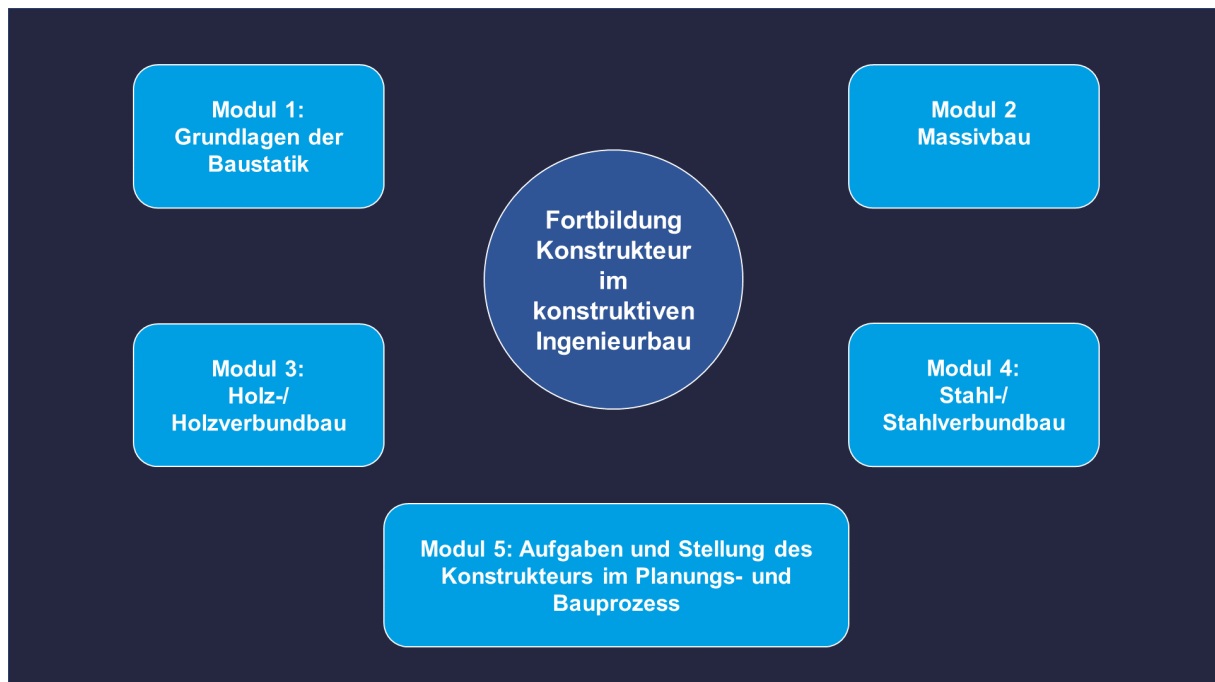 Modul 1:
Grundlagen der
Baustatik
Modul 2
Massivbau
Fortbildung
Konstrukteur
im
konstruktiven
Ingenieurbau
Modul 3:
Holz-/
Holzverbundbau
Modul 4:
Stahl-/
Stahlverbundbau
Modul 5: Aufgaben und Stellung des
Konstrukteurs im Planungs- und
Bauprozess